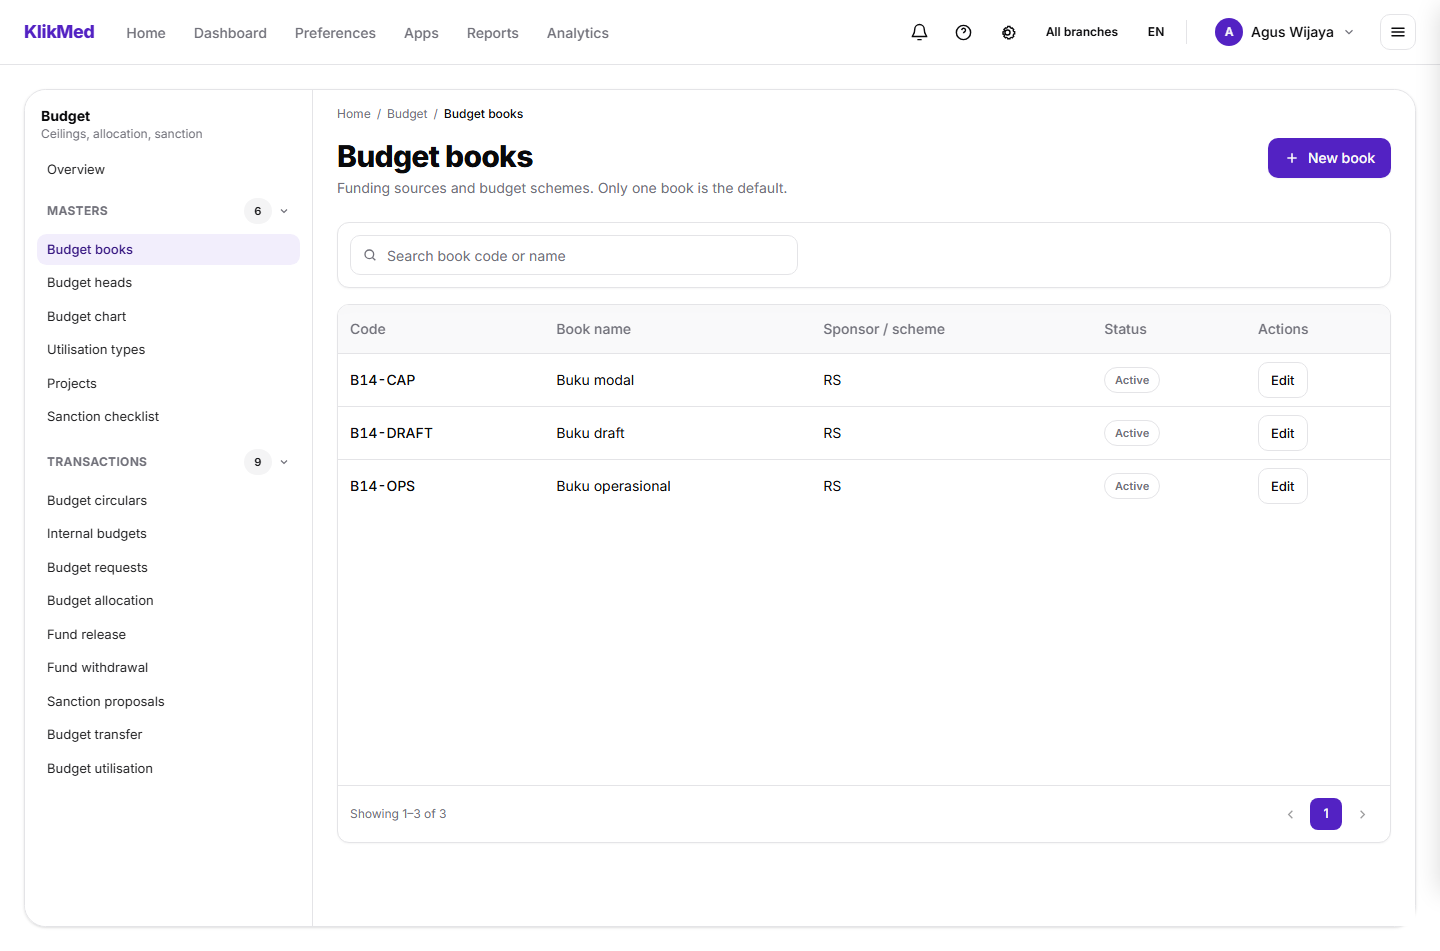 KlikMed
Home Dashboard Preferences Apps Reports Analytics
All branches EN A Agus Wijaya
Budget
Ceilings, allocation, sanction
Overview
MASTERS 6
Budget books
Budget heads
Budget chart
Utilisation types
Projects
Sanction checklist
TRANSACTIONS 9
Budget circulars
Internal budgets
Budget requests
Budget allocation
Fund release
Fund withdrawal
Sanction proposals
Budget transfer
Budget utilisation
Home / Budget / Budget books
Budget books
Funding sources and budget schemes. Only one book is the default.
+ New book
Search book code or name
Code Book name Sponsor / scheme Status Actions
B14-CAP Buku modal RS Active Edit
B14-DRAFT Buku draft RS Active Edit
B14-OPS Buku operasional RS Active Edit
Showing 1–3 of 3
1